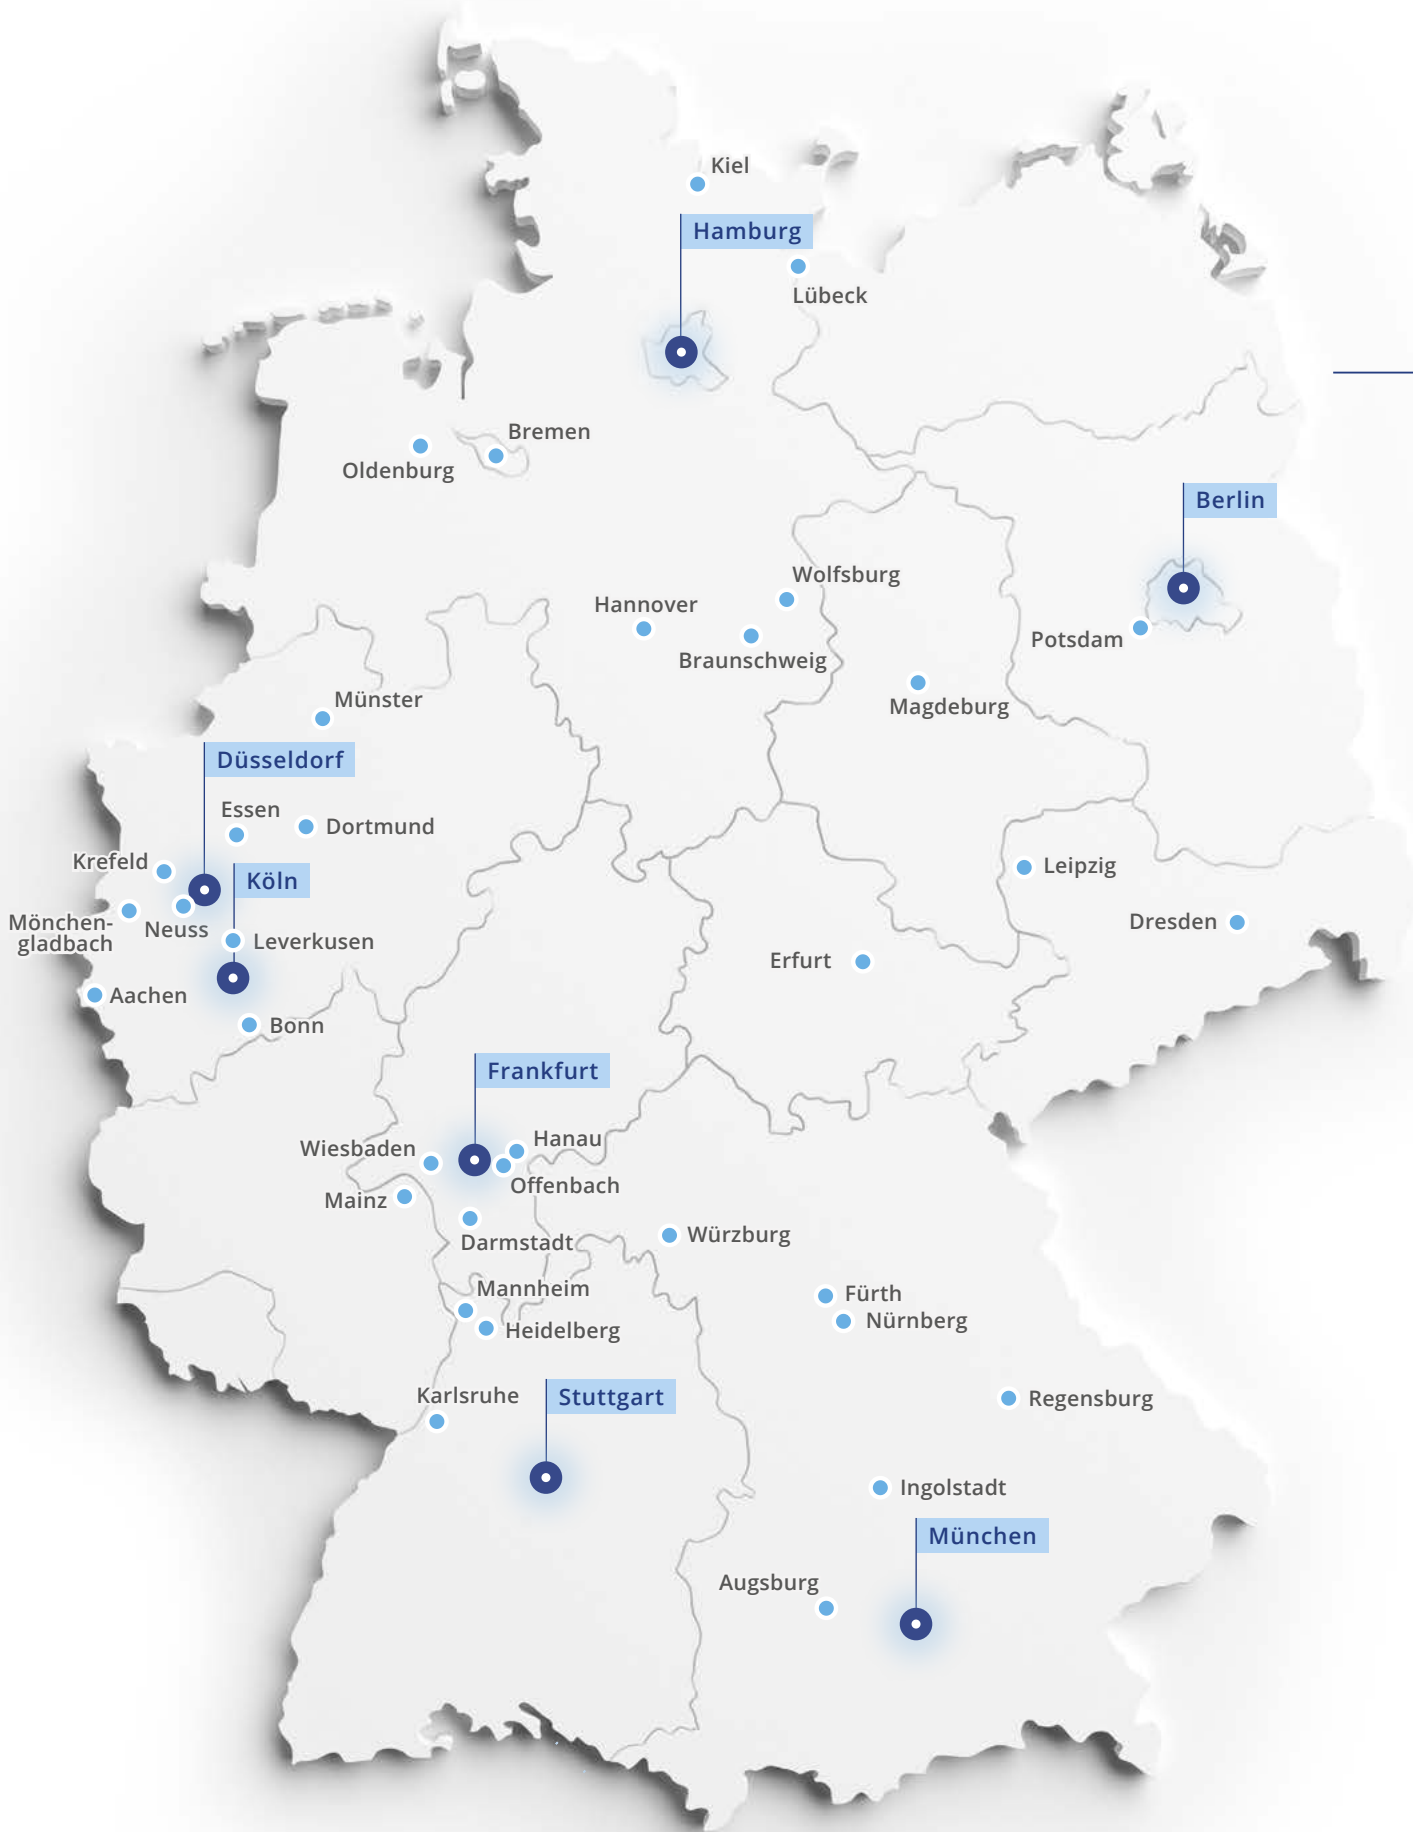 Kiel
Hamburg
Lübeck
Bremen
Oldenburg
Berlin
Wolfsburg
Hannover
Potsdam
Braunschweig
Münster
Magdeburg
Düsseldorf
Essen
Dortmund
Krefeld
Leipzig
Köln
Mönchen-
gladbach
Neuss
Dresden
Leverkusen
Erfurt
Aachen
Bonn
Frankfurt
Hanau
Wiesbaden
Offenbach
Mainz
Würzburg
Darmstadt
Mannheim
Fürth
Nürnberg
Heidelberg
Karlsruhe
Stuttgart
Regensburg
Ingolstadt
München
Augsburg